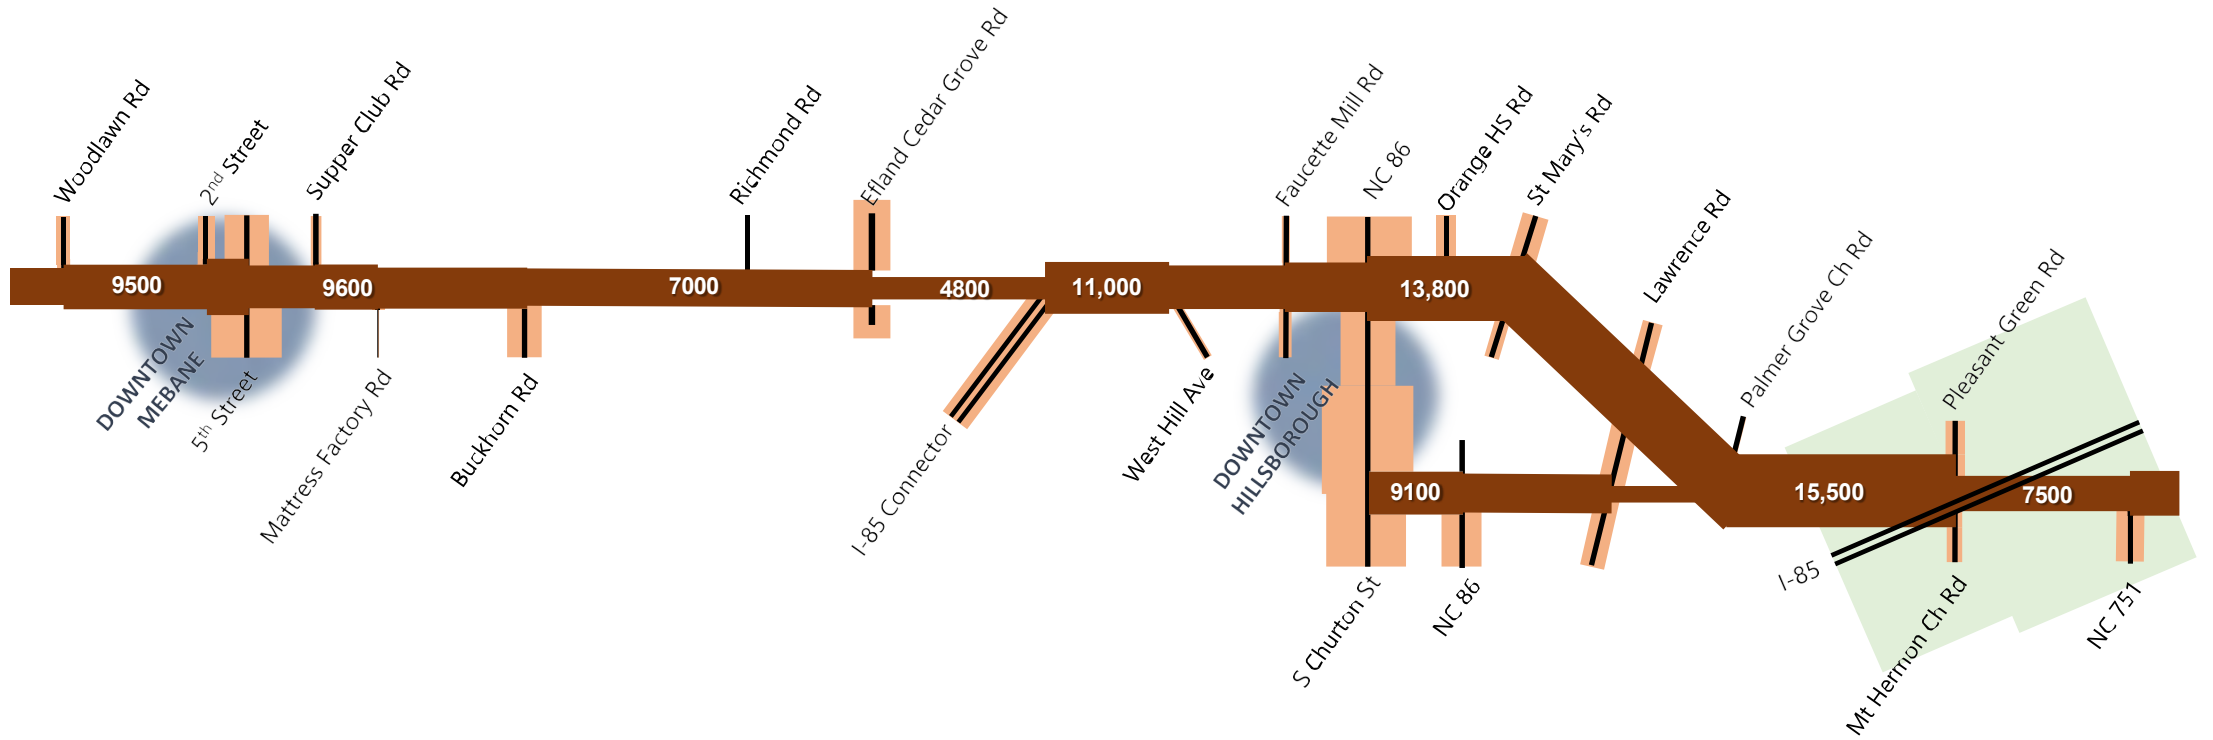 Woodlawn Rd
2nd Street
Supper Club Rd
Richmond Rd
Efland Cedar Grove Rd
Faucette Mill Rd
NC 86
Orange HS Rd
St Mary's Rd
Lawrence Rd
Palmer Grove Ch Rd
Pleasant Green Rd
9500
9600
7000
4800
11,000
13,800
9100
15,500
7500
DOWNTOWN
MEBANE
5th Street
Mattress Factory Rd
Buckhorn Rd
I-85 Connector
West Hill Ave
DOWNTOWN
HILLSBOROUGH
S Churton St
NC 86
I-85
Mt Hermon Ch Rd
NC 751